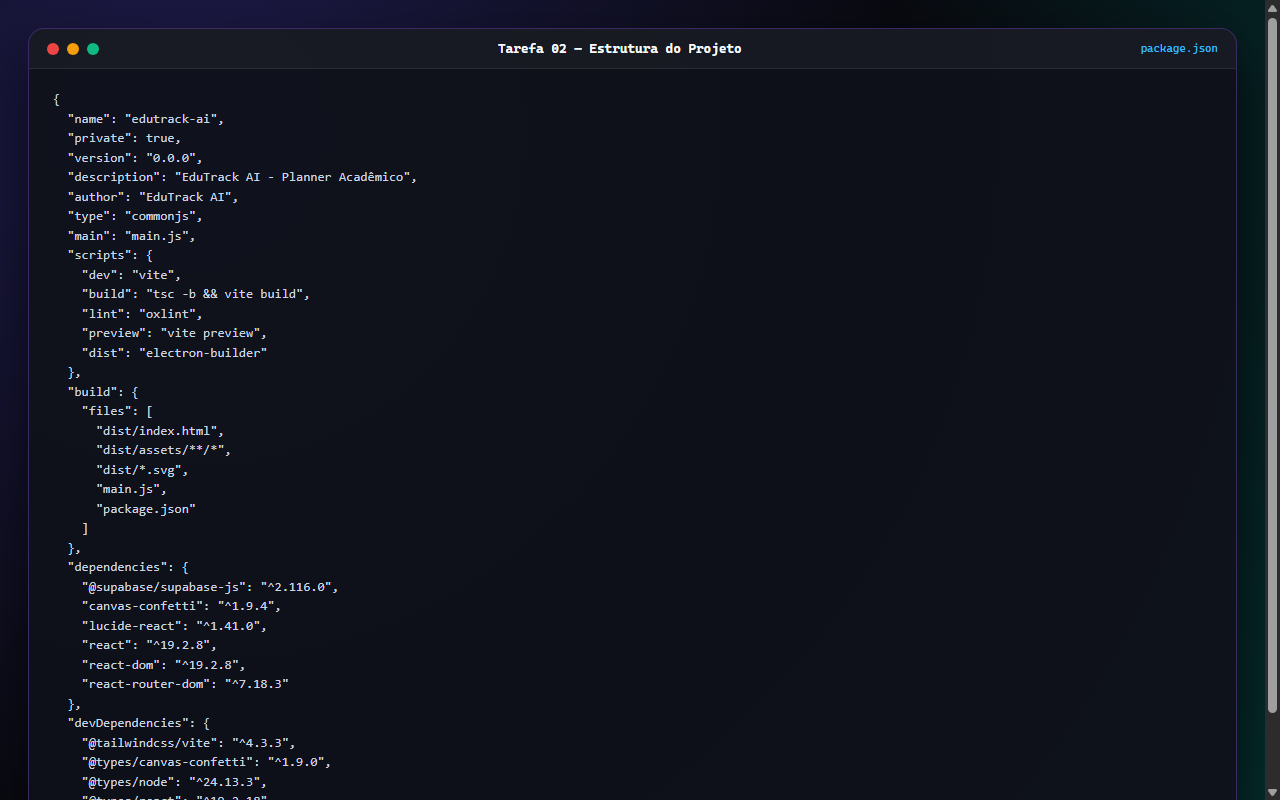 Tarefa 02 — Estrutura do Projeto
package.json
{
  "name": "edutrack-ai",
  "private": true,
  "version": "0.0.0",
  "description": "EduTrack AI - Planner Acadêmico",
  "author": "EduTrack AI",
  "type": "commonjs",
  "main": "main.js",
  "scripts": {
    "dev": "vite",
    "build": "tsc -b && vite build",
    "lint": "oxlint",
    "preview": "vite preview",
    "dist": "electron-builder"
  },
  "build": {
    "files": [
      "dist/index.html",
      "dist/assets/**/*",
      "dist/*.svg",
      "main.js",
      "package.json"
    ]
  },
  "dependencies": {
    "@supabase/supabase-js": "^2.116.0",
    "canvas-confetti": "^1.9.4",
    "lucide-react": "^1.41.0",
    "react": "^19.2.8",
    "react-dom": "^19.2.8",
    "react-router-dom": "^7.18.3"
  },
  "devDependencies": {
    "@tailwindcss/vite": "^4.3.3",
    "@types/canvas-confetti": "^1.9.0",
    "@types/node": "^24.13.3",